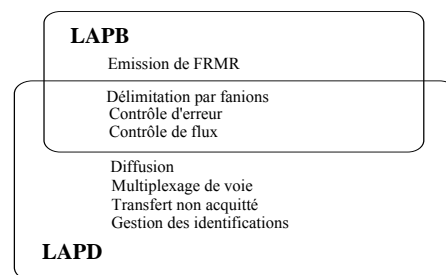 LAPB
Emission de FRMR
Délimitation par fanions
Contrôle d'erreur
Contrôle de flux
Diffusion
Multiplexage de voie
Transfert non acquitté
Gestion des identifications
LAPD